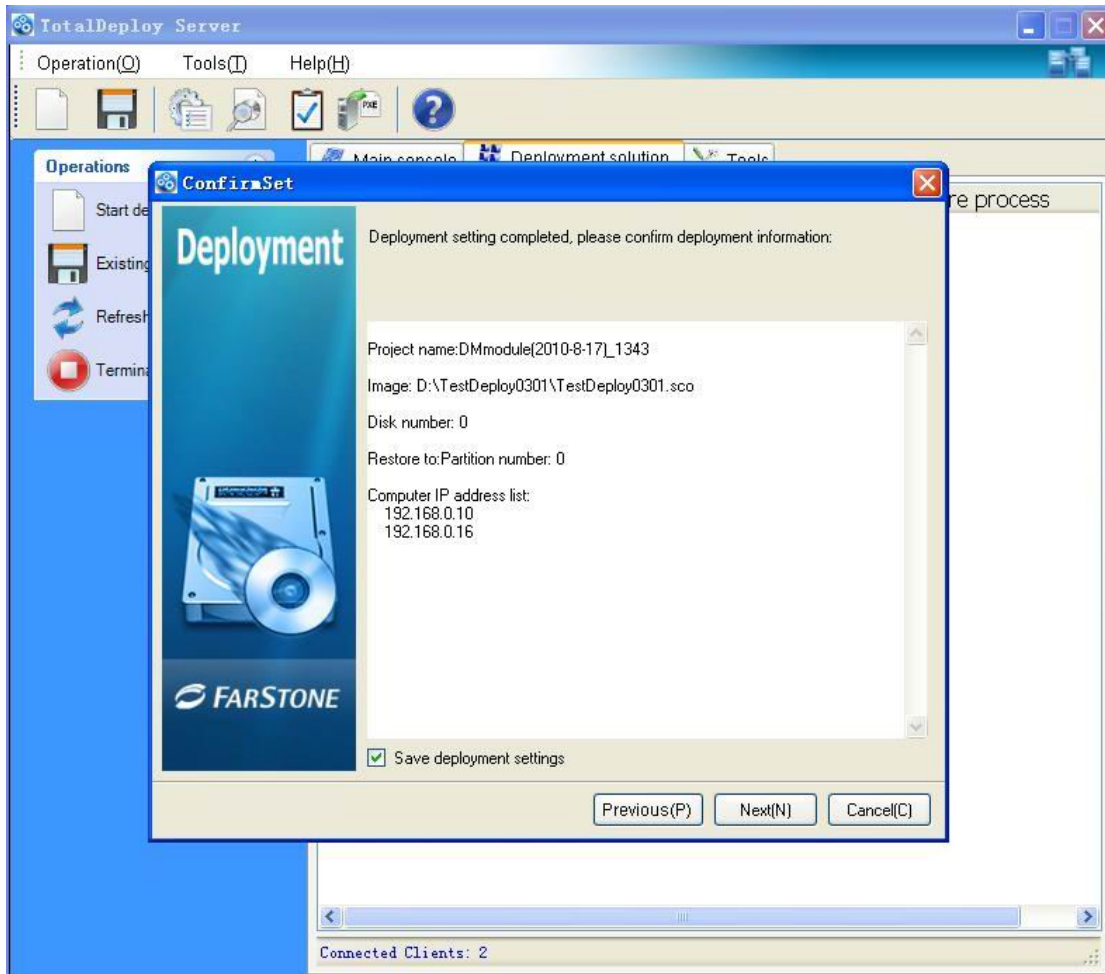 TotalDeploy Server
Operation(O) Tools(T) Help(H)
PXE
Operations
Main console Deployment solution Tools
Start de
Existing
Refresh
Termina
re process
ConfirmSet
Deployment
Deployment setting completed, please confirm deployment information:
Project name:DMmodule(2010-8-17)_1343
Image: D:\TestDeploy0301\TestDeploy0301.sco
Disk number: 0
Restore to:Partition number: 0
Computer IP address list:
192.168.0.10
192.168.0.16
FARSTONE
Save deployment settings
Previous(P) Next(N) Cancel(C)
Connected Clients: 2